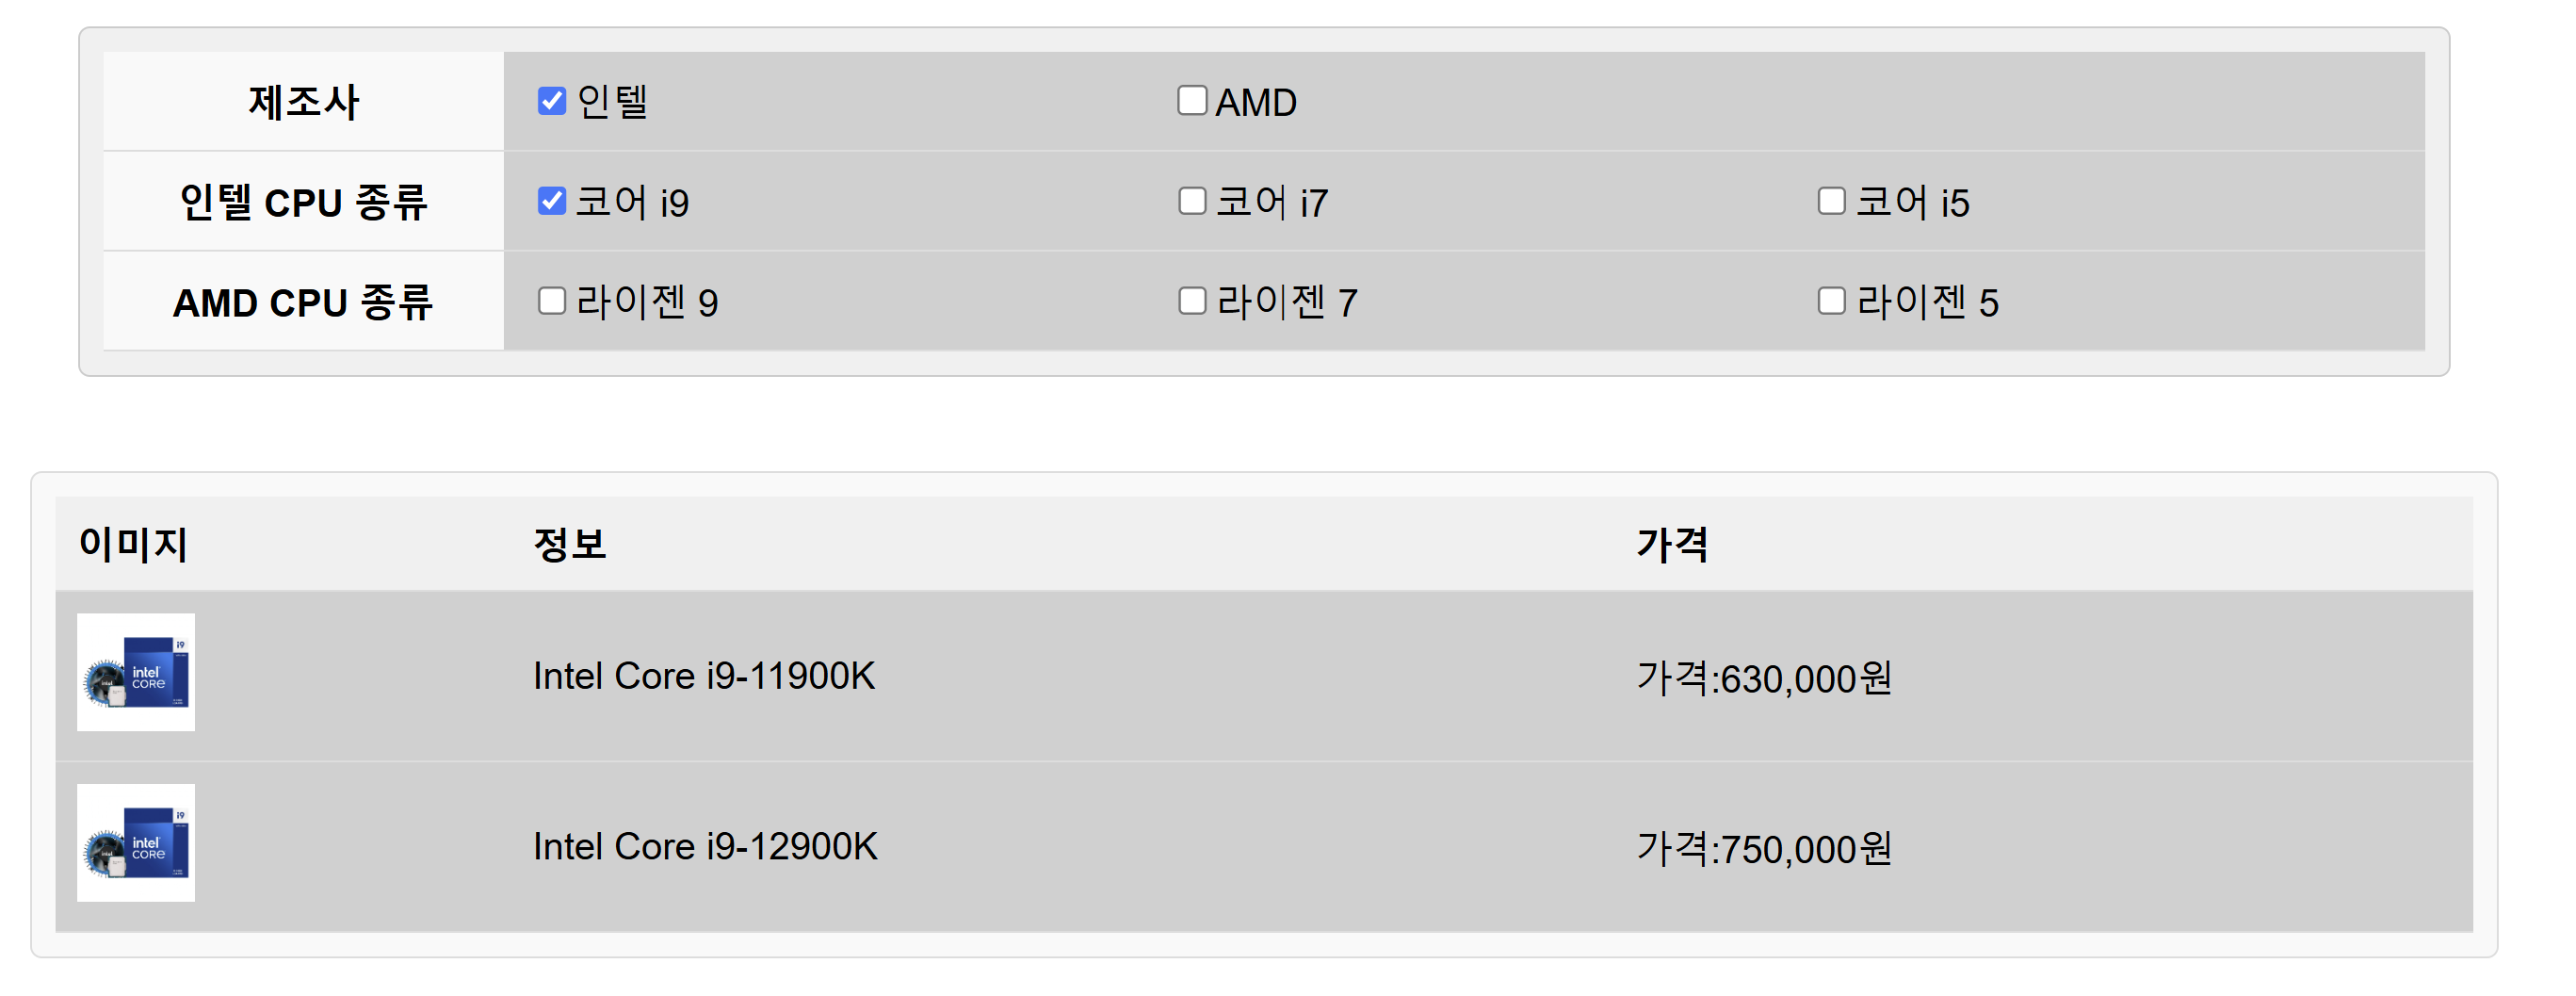 제조사 인텔 AMD
인텔 CPU 종류 코어 i9 코어 i7 코어 i5
AMD CPU 종류 라이젠 9 라이젠 7 라이젠 5
이미지 정보 가격
i9
intel
CORE
intel
Intel Core i9-11900K 가격:630,000원
i9
intel
CORE
intel
Intel Core i9-12900K 가격:750,000원